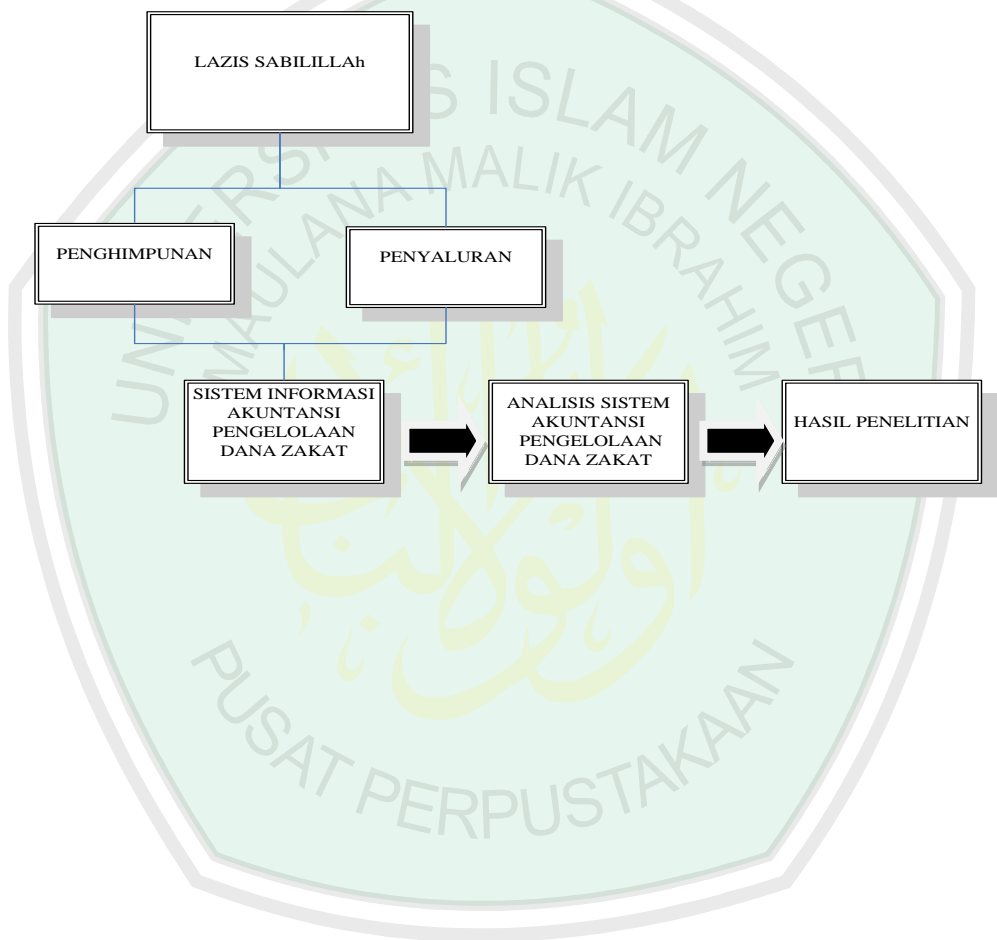 LAZIS SABILILLAh
PENGHIMPUNAN
PENYALURAN
SISTEM INFORMASI
AKUNTANSI
PENGELOLAAN
DANA ZAKAT
ANALISIS SISTEM
AKUNTANSI
PENGELOLAAN
DANA ZAKAT
HASIL PENELITIAN
UNIVERSITAS ISLAM NEGERI
MAULANA MALIK IBRAHIM
PUSAT PERPUSTAKAAN